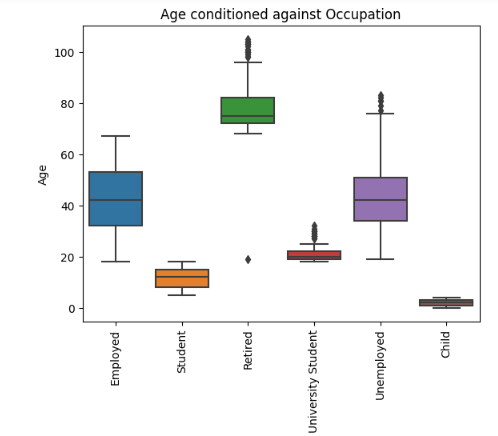 Age conditioned against Occupation
100
80
60
40
20
0
Age
Employed
Student
Retired
University Student
Unemployed
Child